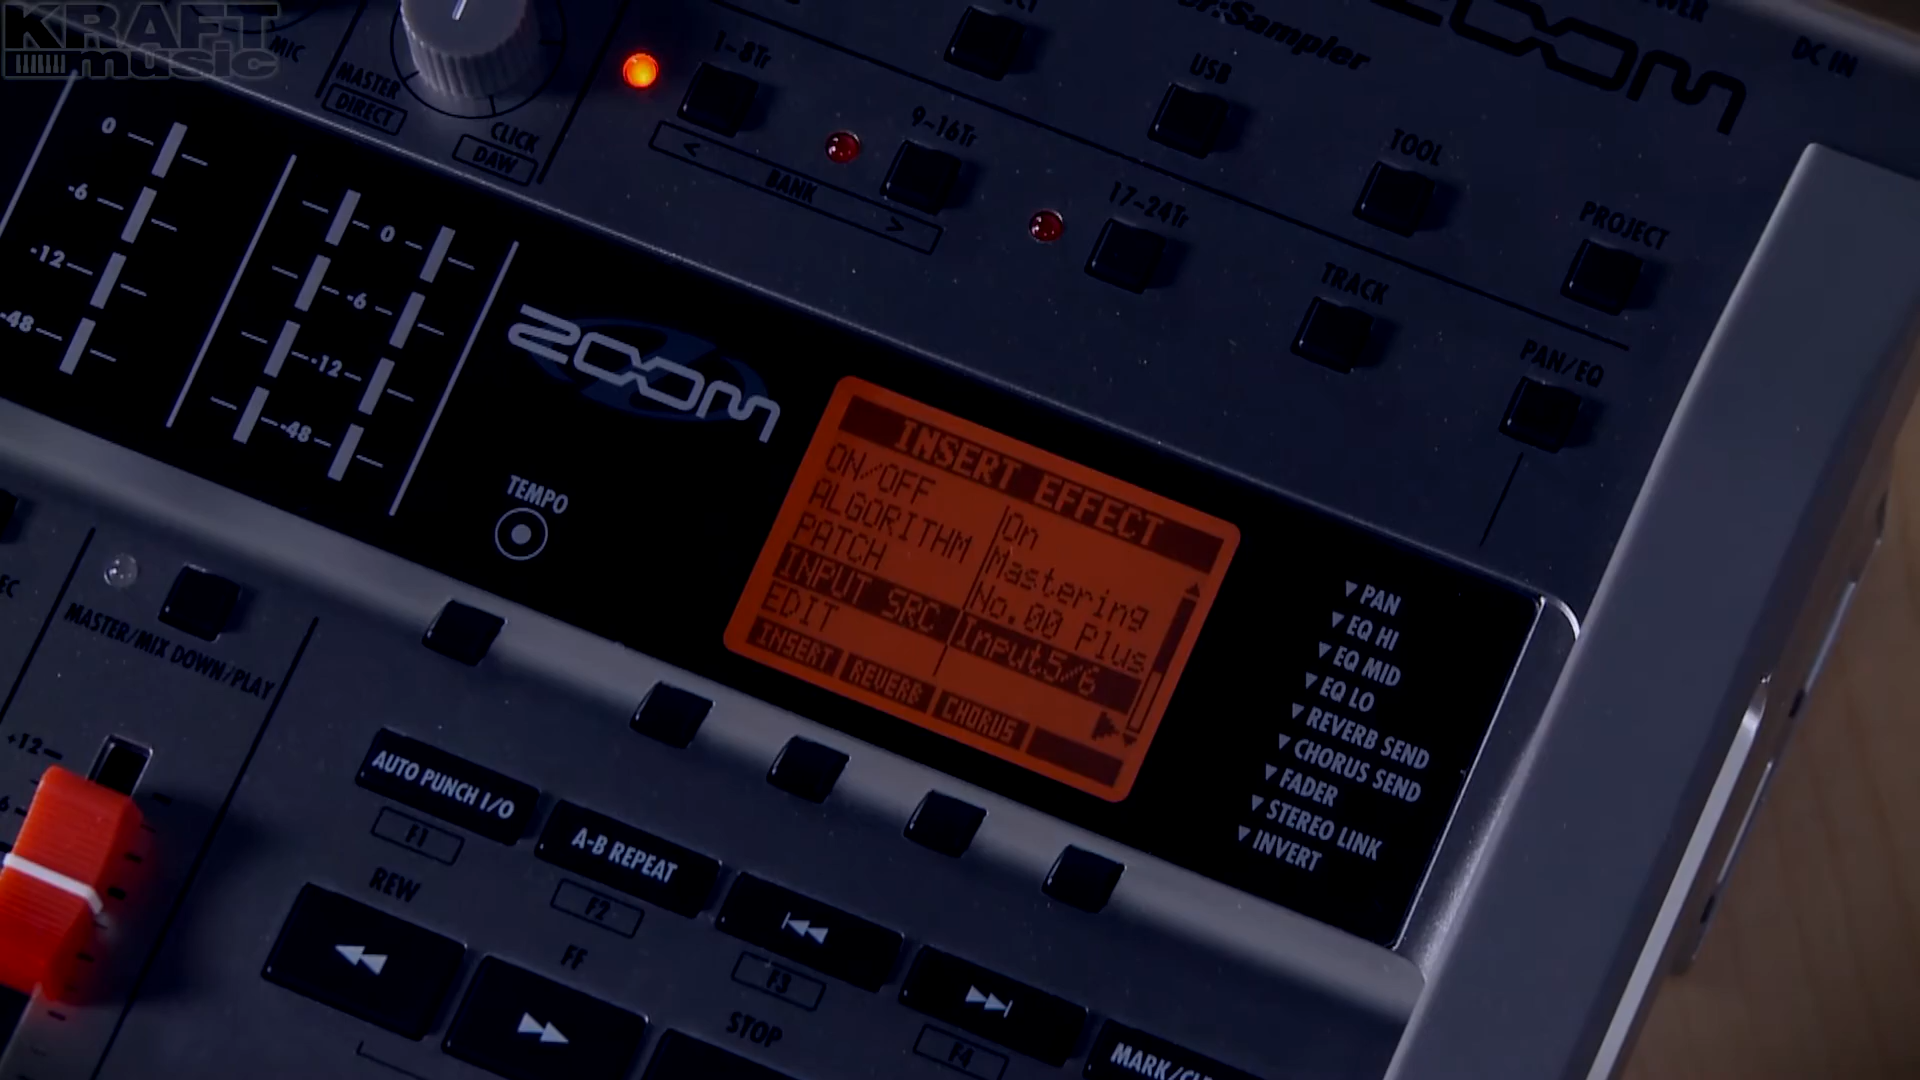 KRAFT
music
MIC
MASTER
DIRECT
CLICK
DAW
1~8Tr
9~16Tr
17~24Tr
< BANK >
Sampler
ZOOM
POWER
DC IN
USB
TOOL
PROJECT
TRACK
PAN/EQ
0
-6
-12
-48
0
-6
-12
-48
ZOOM
TEMPO
INSERT EFFECT
ON/OFF On
ALGORITHM Mastering
PATCH No.00 Plus
INPUT SRC Input5/6
EDIT
INSERT REVERB CHORUS
PAN
EQ HI
EQ MID
EQ LO
REVERB SEND
CHORUS SEND
FADER
STEREO LINK
INVERT
MASTER/MIX DOWN/PLAY
+12
AUTO PUNCH I/O
F1
A-B REPEAT
F2
F3
F4
REW
FF
STOP